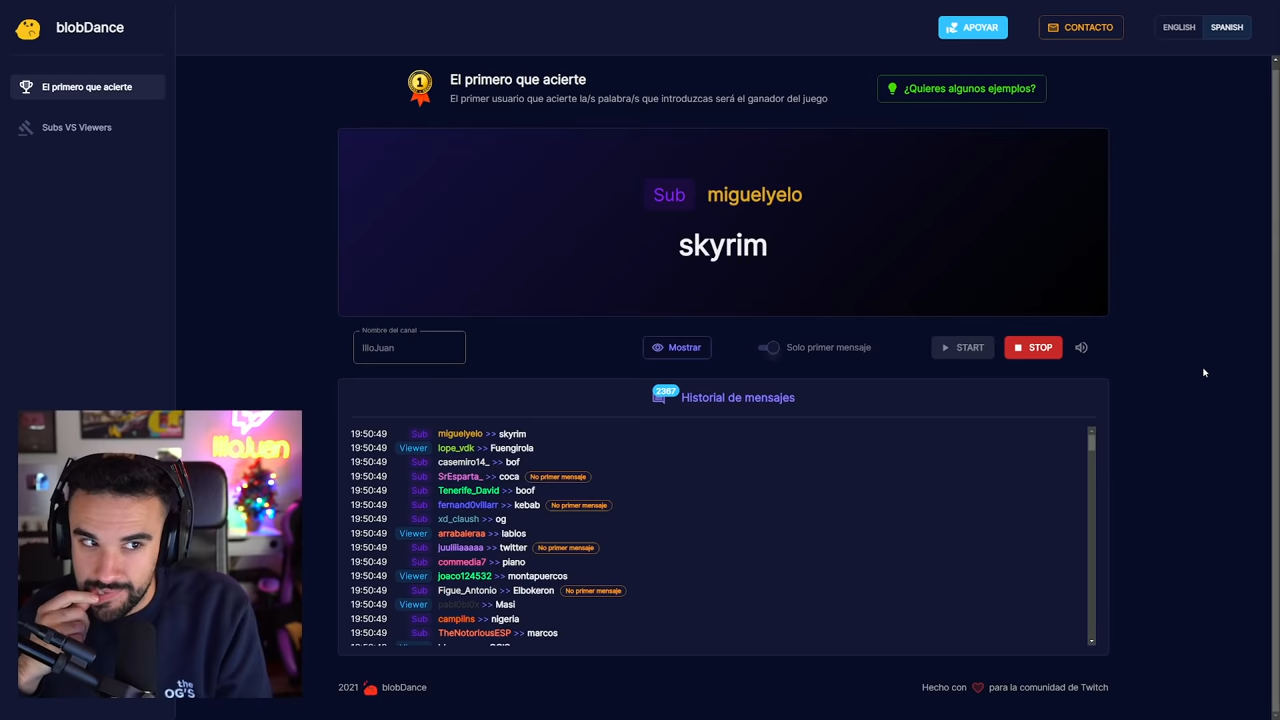 blobDance
APOYAR
CONTACTO
ENGLISH
SPANISH
El primero que acierte
Subs VS Viewers
1
El primero que acierte
El primer usuario que acierte la/s palabra/s que introduzcas será el ganador del juego
¿Quieres algunos ejemplos?
Sub miguelyelo
skyrim
Nombre del canal
IlloJuan
Mostrar
Solo primer mensaje
START
STOP
2367
Historial de mensajes
19:50:49 Sub miguelyelo >> skyrim
19:50:49 Viewer lope_vdk >> Fuengirola
19:50:49 Sub casemiro14_ >> bof
19:50:49 Sub SrEsparta_ >> coca No primer mensaje
19:50:49 Sub Tenerife_David >> boof
19:50:49 Sub fernand0villarr >> kebab No primer mensaje
19:50:49 Sub xd_claush >> og
19:50:49 Viewer arrabaleraa >> labios
19:50:49 Sub juulliiaaaaa >> twitter No primer mensaje
19:50:49 Sub commedia7 >> piano
19:50:49 Viewer joaco124532 >> montapuercos
19:50:49 Sub Figue_Antonio >> Elbokeron No primer mensaje
19:50:49 Viewer >> Masi
19:50:49 Sub campiins >> nigeria
19:50:49 Sub TheNotoriousESP >> marcos
illoJuan
the
OG'S
2021 blobDance
Hecho con para la comunidad de Twitch